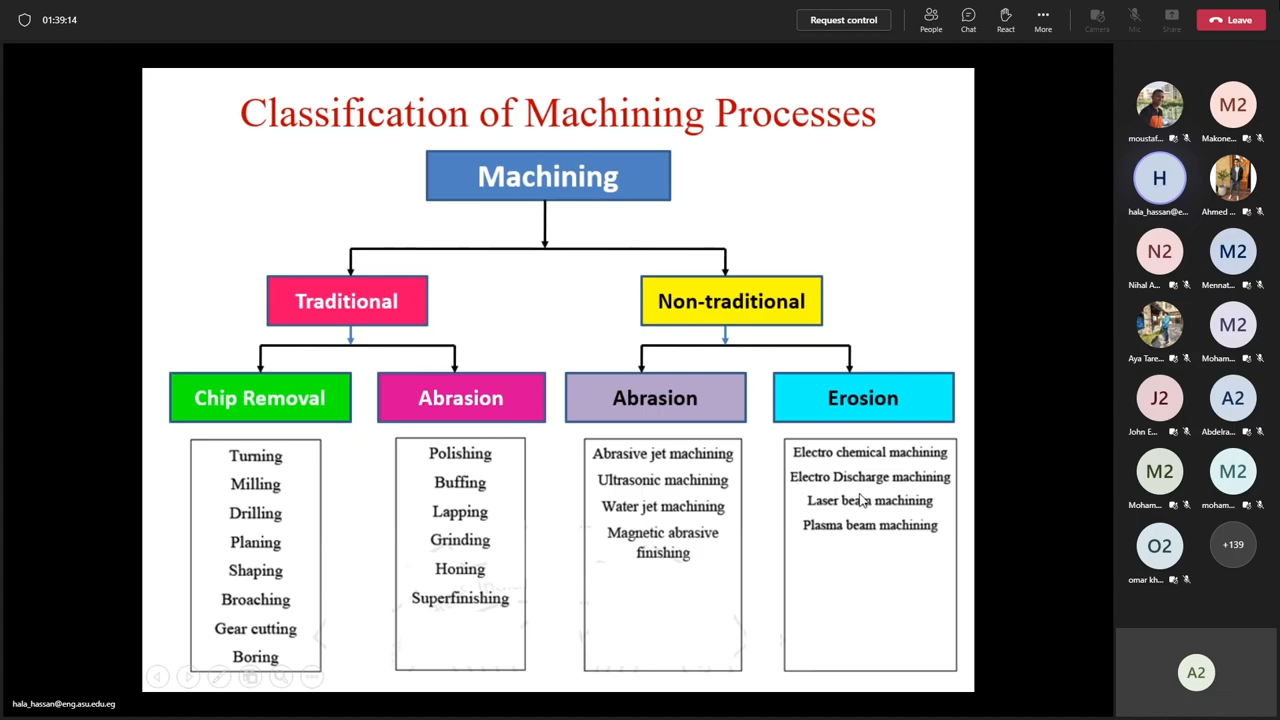 01:39:14
Request control
People
Chat
React
More
Camera
Mic
Share
Leave
Classification of Machining Processes
Machining
Traditional
Non-traditional
Chip Removal
Abrasion
Abrasion
Erosion
Turning
Milling
Drilling
Planing
Shaping
Broaching
Gear cutting
Boring
Polishing
Buffing
Lapping
Grinding
Honing
Superfinishing
Abrasive jet machining
Ultrasonic machining
Water jet machining
Magnetic abrasive
finishing
Electro chemical machining
Electro Discharge machining
Laser beam machining
Plasma beam machining
M2
moustaf...
Makone...
H
hala_hassan@e...
Ahmed ...
N2
M2
Nihal A...
Mennat...
M2
Aya Tare...
Moham...
J2
A2
John E...
Abdelra...
M2
M2
Moham...
moham...
O2
+139
omar kh...
A2
hala_hassan@eng.asu.edu.eg